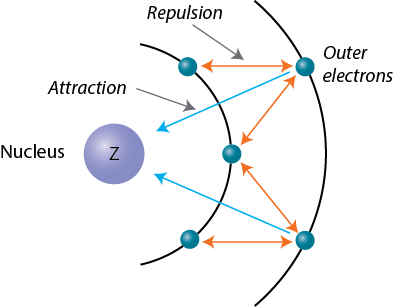 Repulsion
Outer
electrons
Attraction
Nucleus
Z